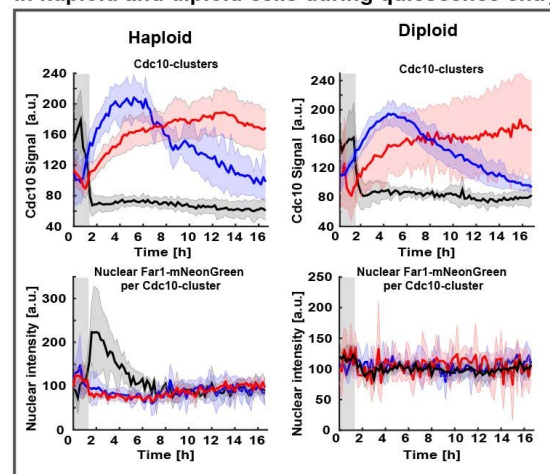 in haploid and diploid cells during quiescence
Haploid
Diploid
Cdc10-clusters
Cdc10 Signal [a.u.]
240
200
160
120
80
40
0 2 4 6 8 10 12 14 16
Time [h]
Cdc10-clusters
Cdc10 Signal [a.u.]
240
200
160
120
80
40
0 2 4 6 8 10 12 14 16
Time [h]
Nuclear Far1-mNeonGreen
per Cdc10-cluster
Nuclear intensity [a.u.]
300
200
100
0
0 2 4 6 8 10 12 14 16
Time [h]
Nuclear Far1-mNeonGreen
per Cdc10-cluster
Nuclear intensity [a.u.]
250
200
150
100
50
0
0 2 4 6 8 10 12 14 16
Time [h]